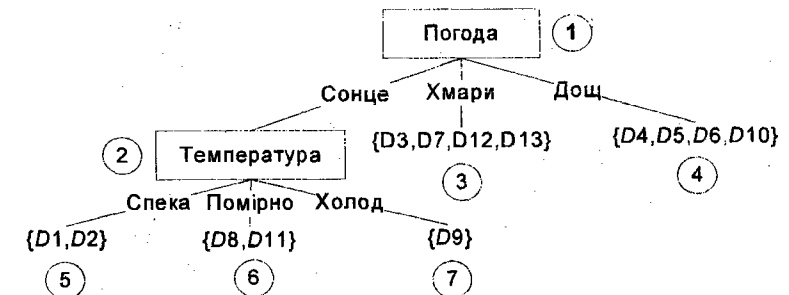 Погода 1
Сонце Хмари Дощ
{D3,D7,D12,D13} {D4,D5,D6,D10}
2 Температура
3 4
Спека Помірно Холод
{D1,D2} {D8,D11} {D9}
5 6 7